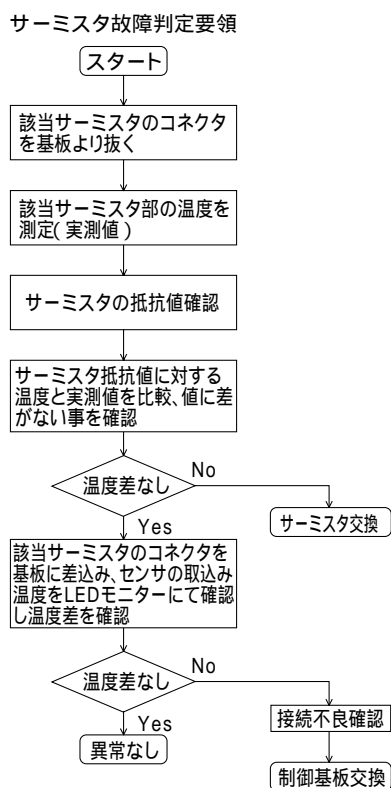 サーミスタ故障判定要領
スタート
該当サーミスタのコネクタ
を基板より抜く
該当サーミスタ部の温度を
測定(実測値)
サーミスタの抵抗値確認
サーミスタ抵抗値に対する
温度と実測値を比較、値に差
がない事を確認
温度差なし
No
サーミスタ交換
Yes
該当サーミスタのコネクタを
基板に差込み、センサの取込み
温度をLEDモニターにて確認
し温度差を確認
温度差なし
No
接続不良確認
Yes
異常なし
制御基板交換